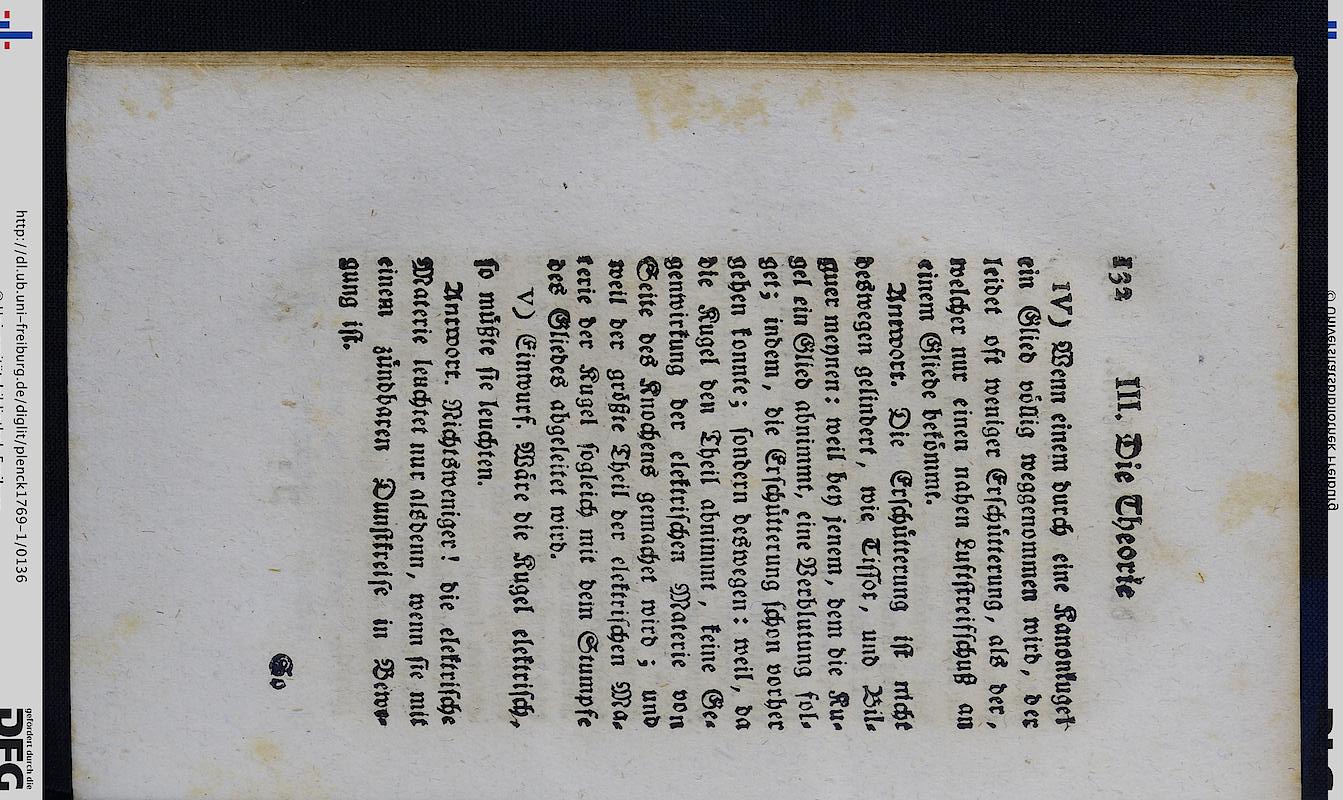 132 III. Die Theorie
IV) Wenn einem durch eine Kanonkugel
ein Glied völlig weggenommen wird, der
leidet oft weniger Erschütterung, als der,
welcher nur einen nahen Luftstreifschuß an
einem Gliede bekömmt.
Antwort. Die Erschütterung ist nicht
deswegen gelindert, wie Tissot, und Bil-
guer meynen: weil bey jenem, dem die Ku-
gel ein Glied abnimmt, eine Verblutung fol-
get; indem, die Erschütterung schon vorher
gehen konnte; sondern deswegen: weil, da
die Kugel den Theil abnimmt, keine Ge-
genwirkung der elektrischen Materie von
Seite des Knochens gemachet wird; und
weil der größte Theil der elektrischen Ma-
terie der Kugel sogleich mit dem Stumpfe
des Gliedes abgeleitet wird.
V) Einwurf. Wäre die Kugel elektrisch,
so müßte sie leuchten.
Antwort. Nichtsweniger! die elektrische
Materie leuchtet nur alsdenn, wenn sie mit
einem zündbaren Dunstkreise in Bewe-
gung ist.
So
http://dl.ub.uni-freiburg.de/diglit/plenck1769-1/0136
gefördert durch die
DFG